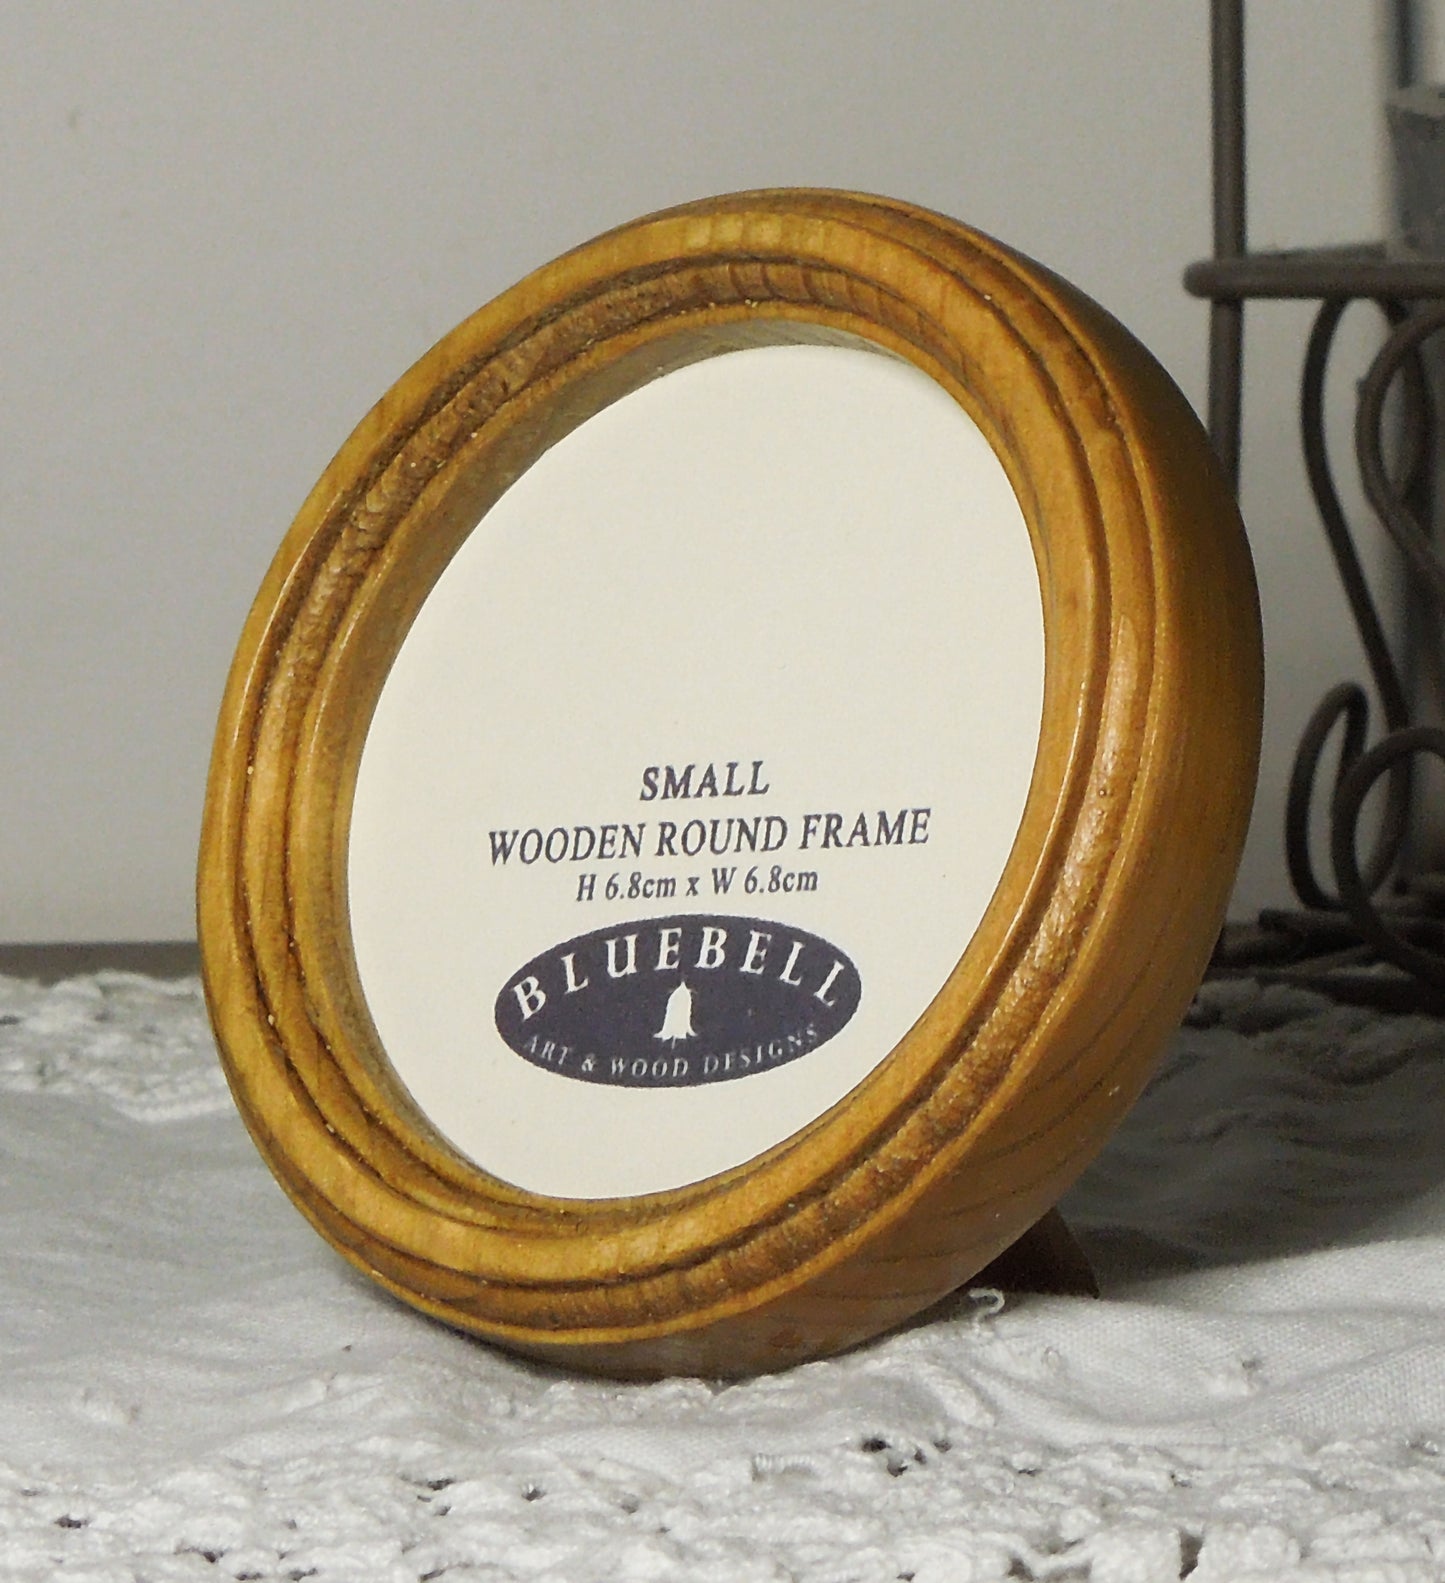 SMALL
WOODEN ROUND FRAME
H 6.8cm x W 6.8cm
BLUEBELL
ART & WOOD DESIGNS